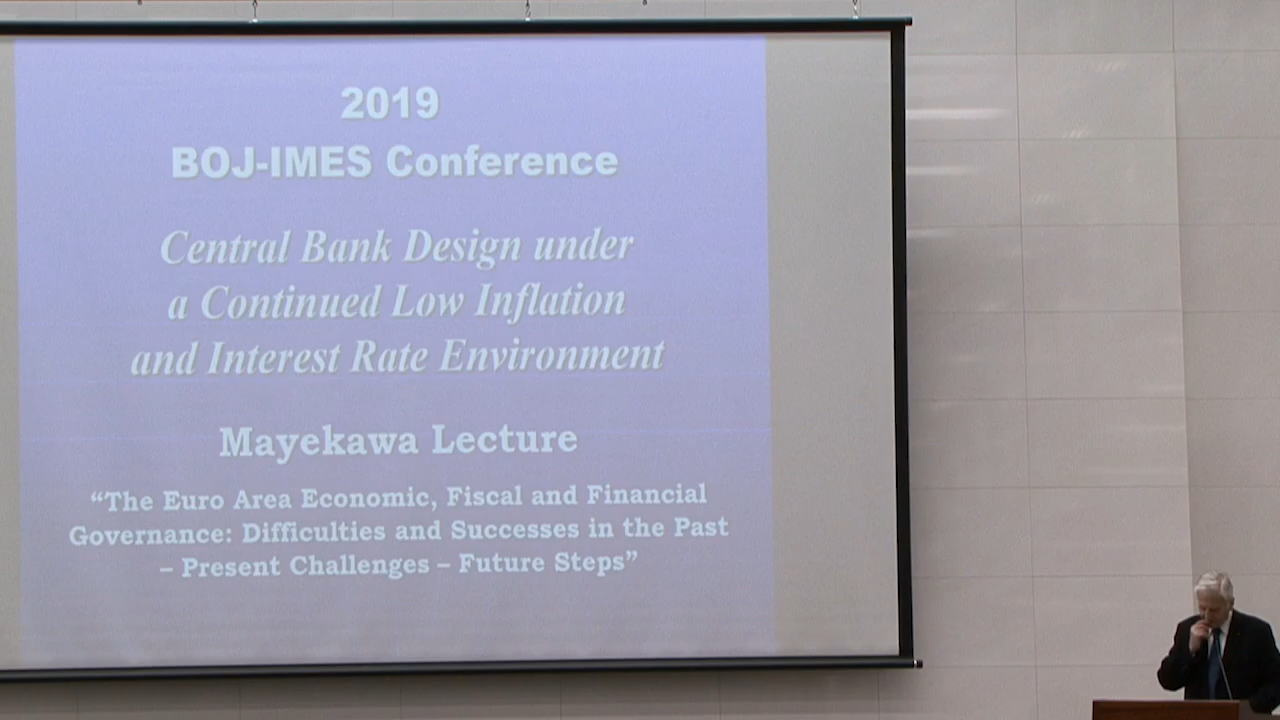 2019
BOJ-IMES Conference
Central Bank Design under
a Continued Low Inflation
and Interest Rate Environment
Mayekawa Lecture
“The Euro Area Economic, Fiscal and Financial
Governance: Difficulties and Successes in the Past
– Present Challenges – Future Steps”